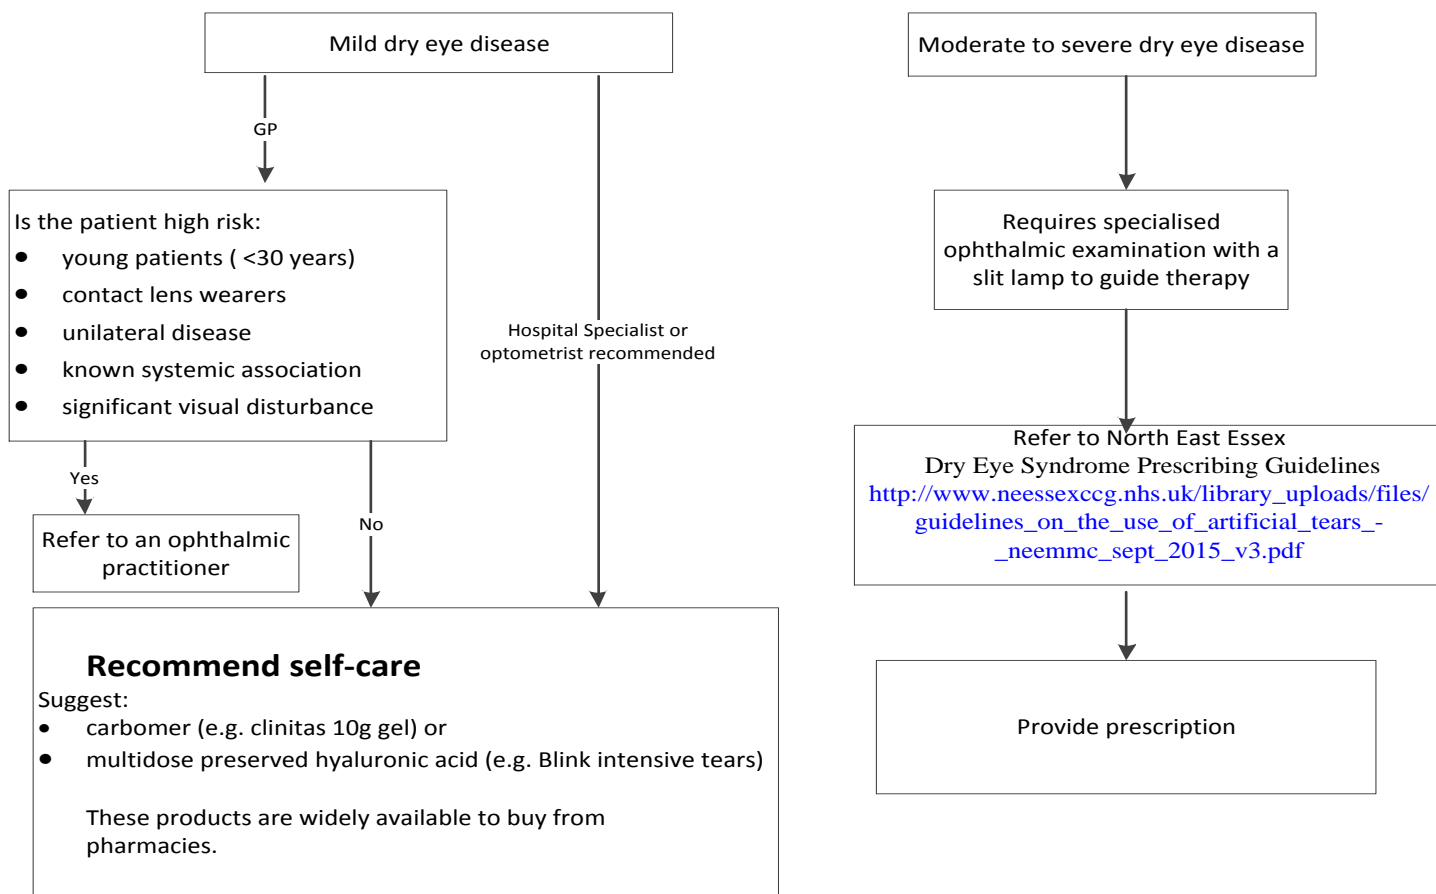 Mild dry eye disease
GP
Is the patient high risk:
● young patients ( <30 years)
● contact lens wearers
● unilateral disease
● known systemic association
● significant visual disturbance
Hospital Specialist or
optometrist recommended
Yes
No
Refer to an ophthalmic
practitioner
Recommend self-care
Suggest:
● carbomer (e.g. clinitas 10g gel) or
● multidose preserved hyaluronic acid (e.g. Blink intensive tears)
These products are widely available to buy from
pharmacies.
Moderate to severe dry eye disease
Requires specialised
ophthalmic examination with a
slit lamp to guide therapy
Refer to North East Essex
Dry Eye Syndrome Prescribing Guidelines
http://www.neessexccg.nhs.uk/library_uploads/files/
guidelines_on_the_use_of_artificial_tears_-
_neemmc_sept_2015_v3.pdf
Provide prescription